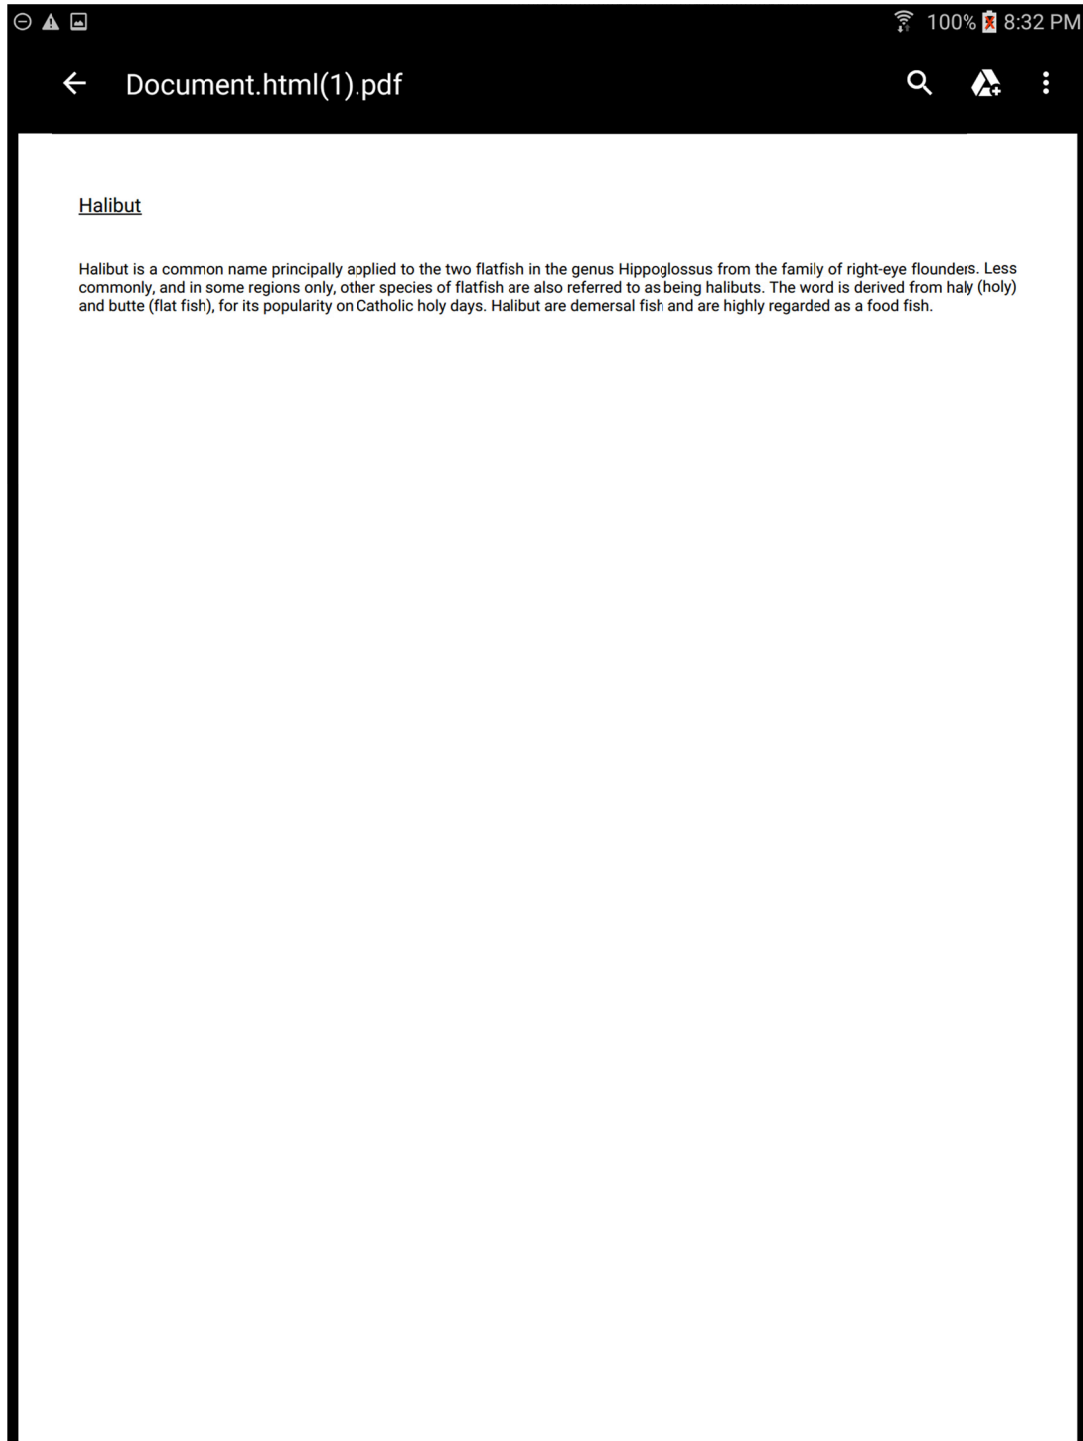 100% 8:32 PM
Document.html(1).pdf
Halibut
Halibut is a common name principally applied to the two flatfish in the genus Hippoglossus from the family of right-eye flounders. Less
commonly, and in some regions only, other species of flatfish are also referred to as being halibuts. The word is derived from haly (holy)
and butte (flat fish), for its popularity on Catholic holy days. Halibut are demersal fish and are highly regarded as a food fish.